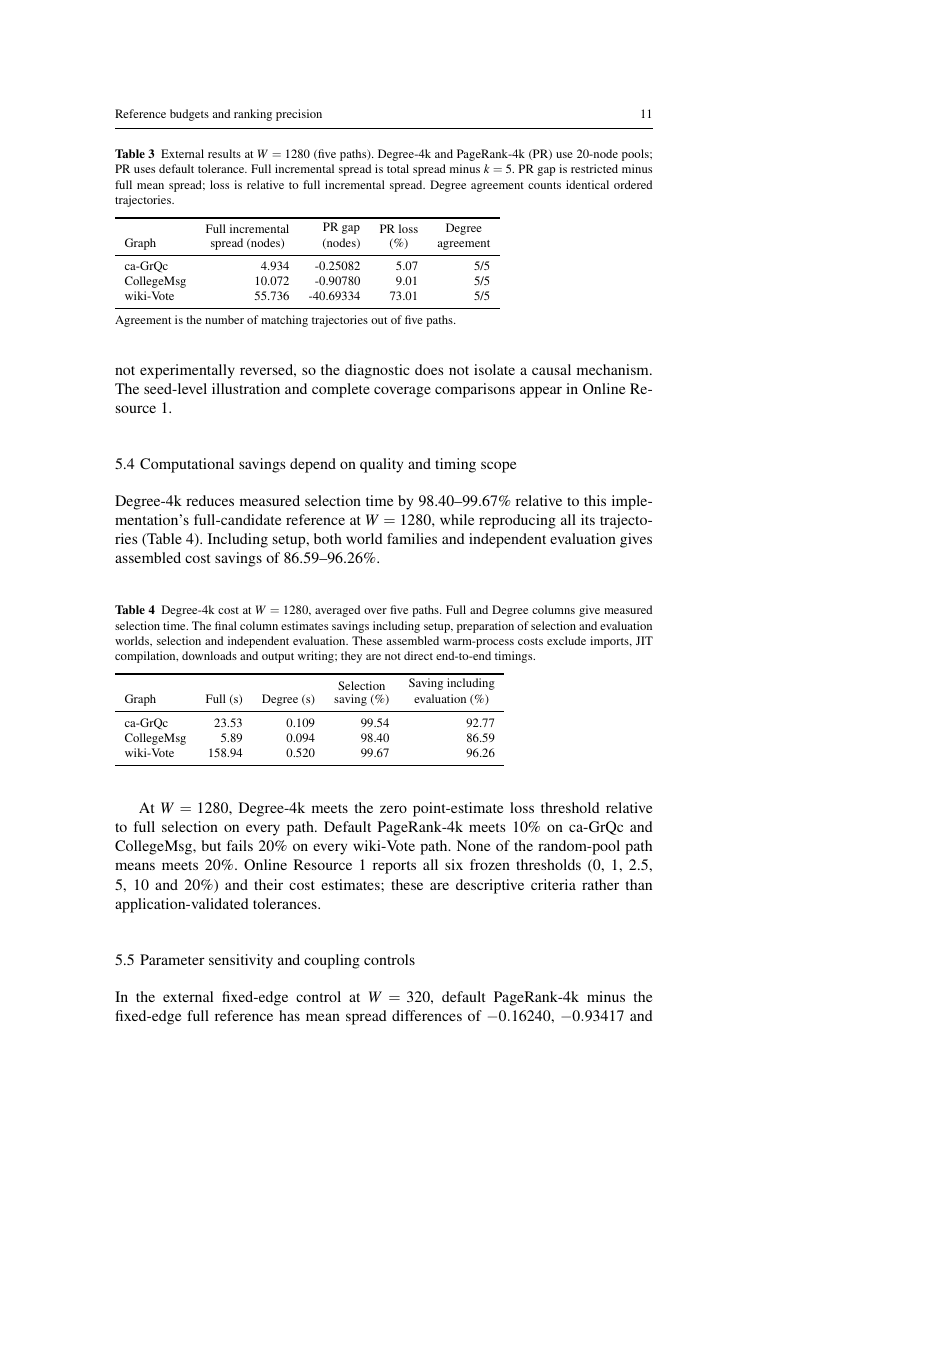 Reference budgets and ranking precision 11
Table 3 External results at W = 1280 (five paths). Degree-4k and PageRank-4k (PR) use 20-node pools;
PR uses default tolerance. Full incremental spread is total spread minus k = 5. PR gap is restricted minus
full mean spread; loss is relative to full incremental spread. Degree agreement counts identical ordered
trajectories.
Full incremental PR gap PR loss Degree
Graph spread (nodes) (nodes) (%) agreement
ca-GrQc 4.934 -0.25082 5.07 5/5
CollegeMsg 10.072 -0.90780 9.01 5/5
wiki-Vote 55.736 -40.69334 73.01 5/5
Agreement is the number of matching trajectories out of five paths.
not experimentally reversed, so the diagnostic does not isolate a causal mechanism.
The seed-level illustration and complete coverage comparisons appear in Online Re-
source 1.
5.4 Computational savings depend on quality and timing scope
Degree-4k reduces measured selection time by 98.40–99.67% relative to this imple-
mentation’s full-candidate reference at W = 1280, while reproducing all its trajecto-
ries (Table 4). Including setup, both world families and independent evaluation gives
assembled cost savings of 86.59–96.26%.
Table 4 Degree-4k cost at W = 1280, averaged over five paths. Full and Degree columns give measured
selection time. The final column estimates savings including setup, preparation of selection and evaluation
worlds, selection and independent evaluation. These assembled warm-process costs exclude imports, JIT
compilation, downloads and output writing; they are not direct end-to-end timings.
Selection Saving including
Graph Full (s) Degree (s) saving (%) evaluation (%)
ca-GrQc 23.53 0.109 99.54 92.77
CollegeMsg 5.89 0.094 98.40 86.59
wiki-Vote 158.94 0.520 99.67 96.26
At W = 1280, Degree-4k meets the zero point-estimate loss threshold relative
to full selection on every path. Default PageRank-4k meets 10% on ca-GrQc and
CollegeMsg, but fails 20% on every wiki-Vote path. None of the random-pool path
means meets 20%. Online Resource 1 reports all six frozen thresholds (0, 1, 2.5,
5, 10 and 20%) and their cost estimates; these are descriptive criteria rather than
application-validated tolerances.
5.5 Parameter sensitivity and coupling controls
In the external fixed-edge control at W = 320, default PageRank-4k minus the
fixed-edge full reference has mean spread differences of −0.16240, −0.93417 and